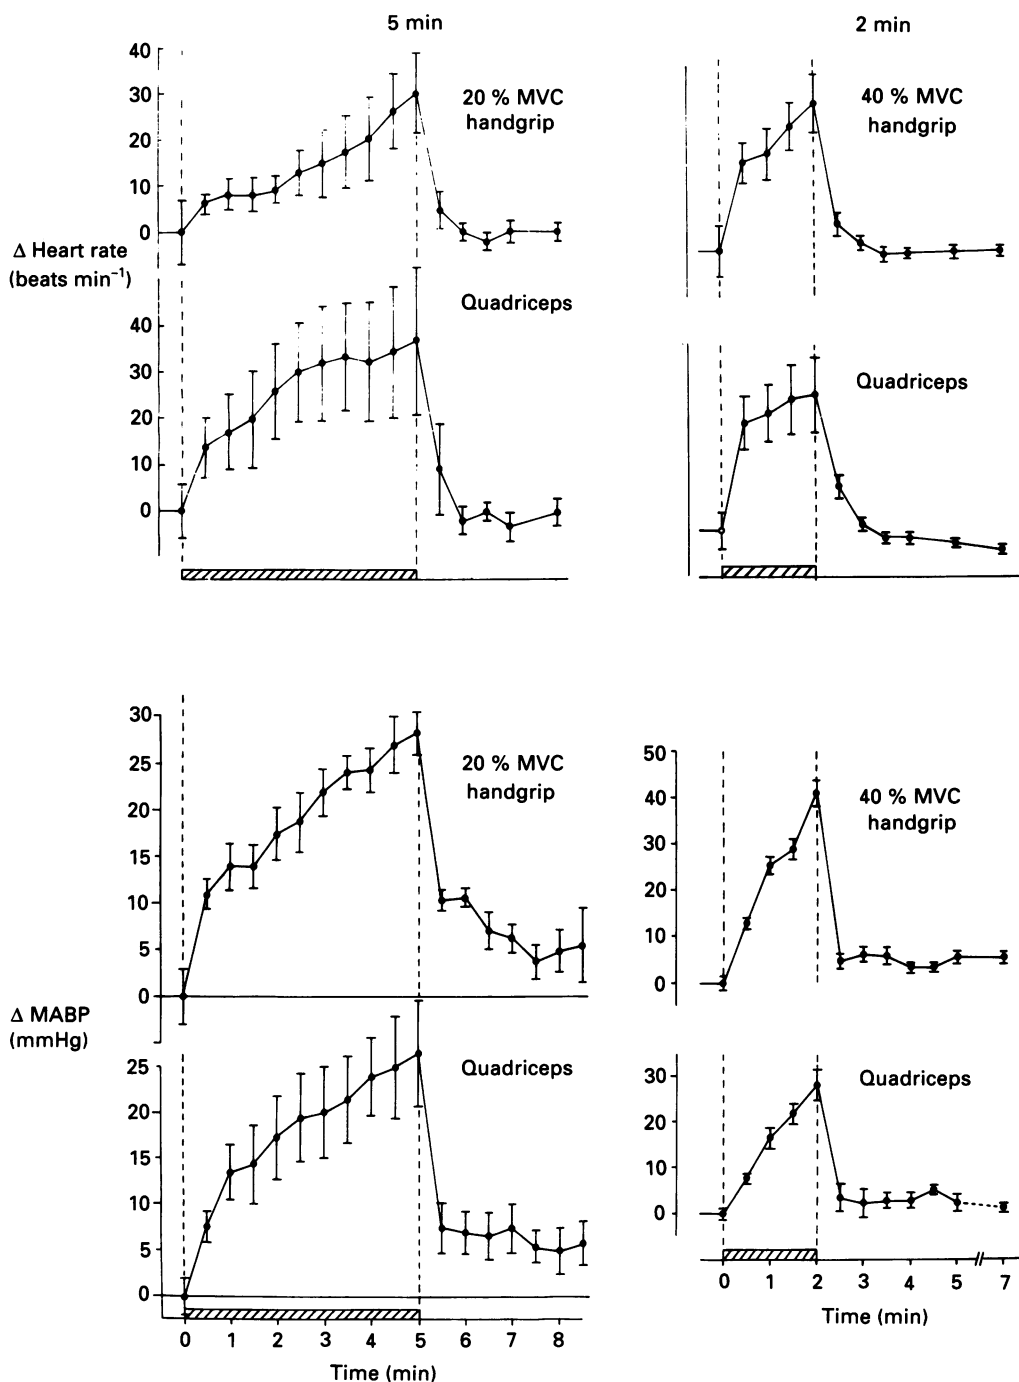 5 min
2 min
40
30
20
10
0
20 % MVC
handgrip
40 % MVC
handgrip
Δ Heart rate
(beats min⁻¹)
40
30
20
10
0
Quadriceps
Quadriceps
30
25
20
15
10
5
0
20 % MVC
handgrip
50
40
30
20
10
0
40 % MVC
handgrip
Δ MABP
(mmHg)
25
20
15
10
5
0
Quadriceps
30
20
10
0
Quadriceps
0 1 2 3 4 5 6 7 8
Time (min)
0 1 2 3 4 5 7
Time (min)